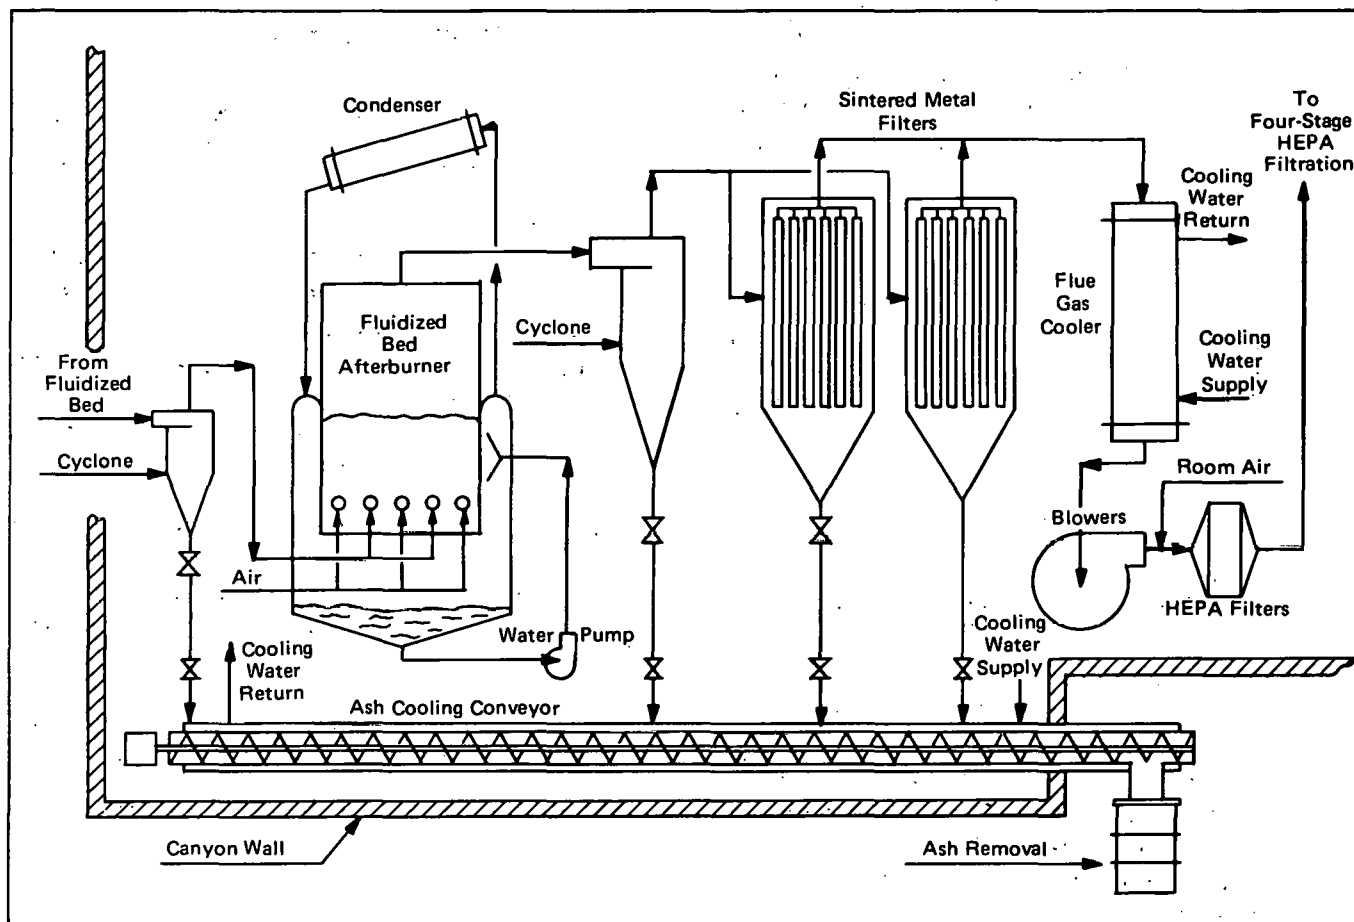 Condenser
Sintered Metal
Filters
To
Four-Stage
HEPA
Filtration
Cooling
Water
Return
Fluidized
Bed
Afterburner
Flue
Gas
Cooler
Cyclone
Cooling
Water
Supply
From
Fluidized
Bed
Cyclone
Room Air
Blowers
Air
HEPA Filters
Water Pump
Cooling
Water
Return
Cooling
Water
Supply
Ash Cooling Conveyor
Canyon Wall
Ash Removal